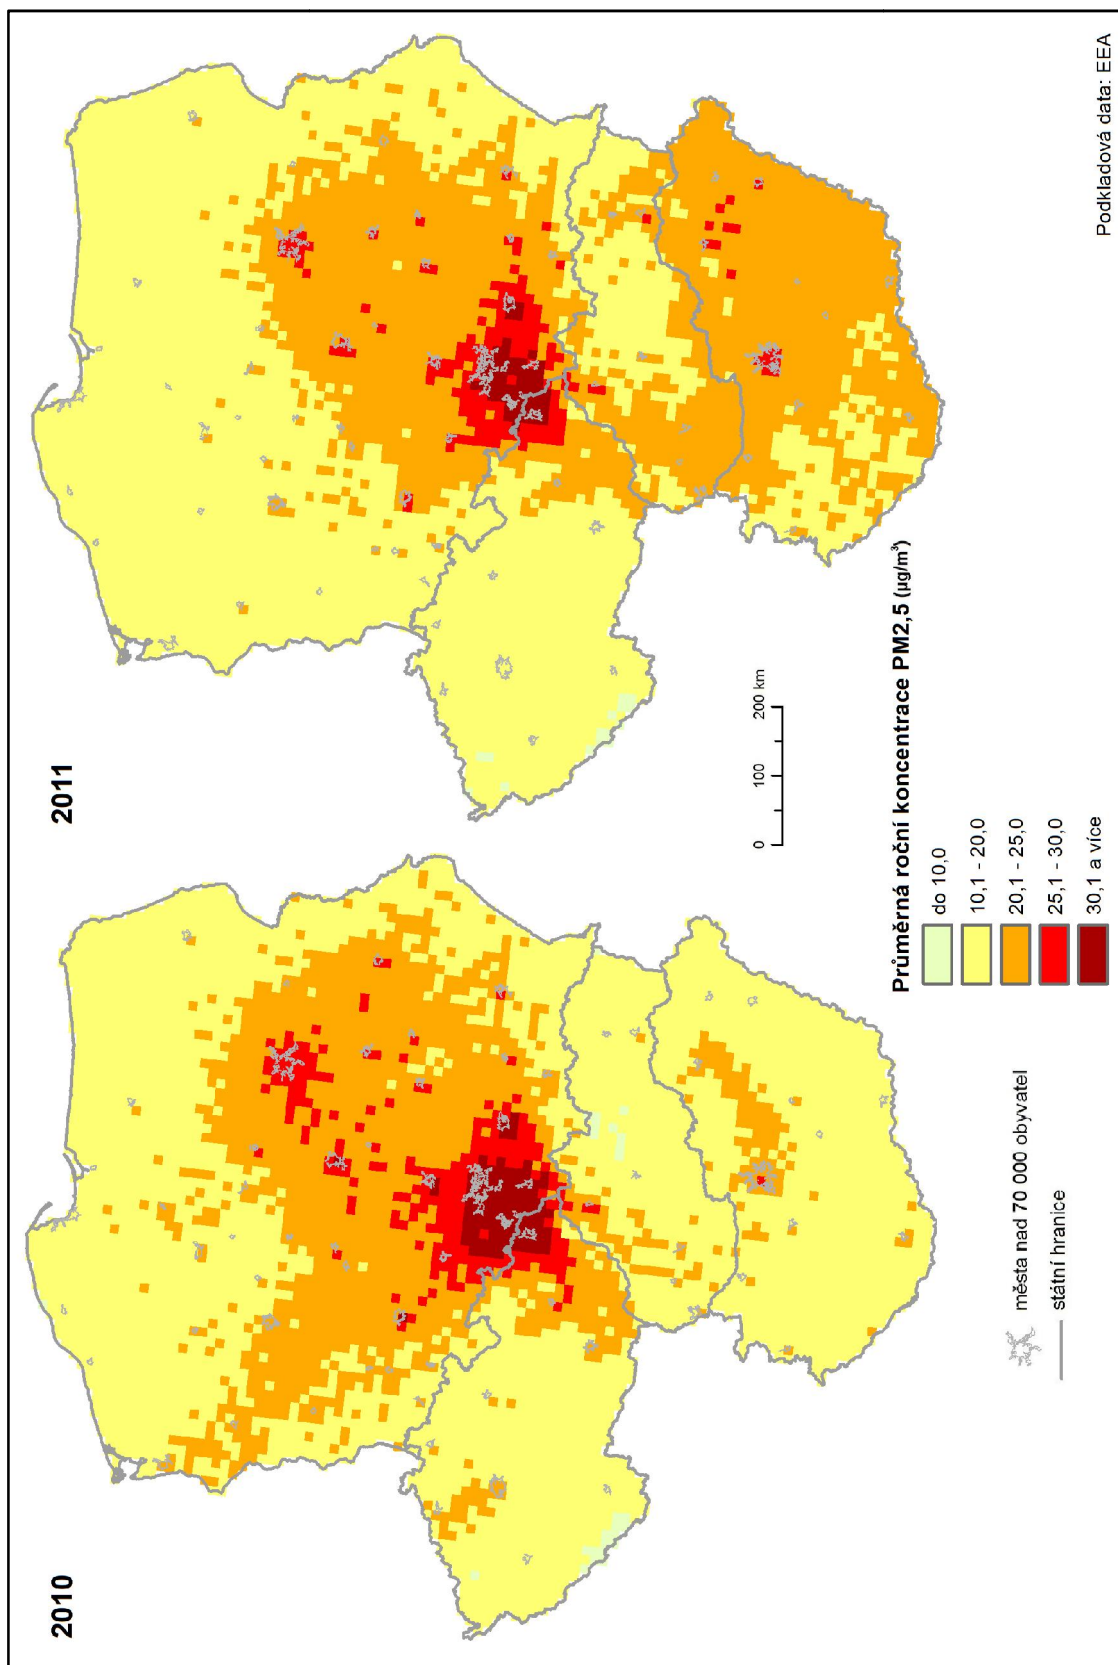 2010
2011
0 100 200 km
Průměrná roční koncentrace PM2,5 (µg/m³)
do 10,0
10,1 - 20,0
20,1 - 25,0
25,1 - 30,0
30,1 a více
města nad 70 000 obyvatel
státní hranice
Podkladová data: EEA